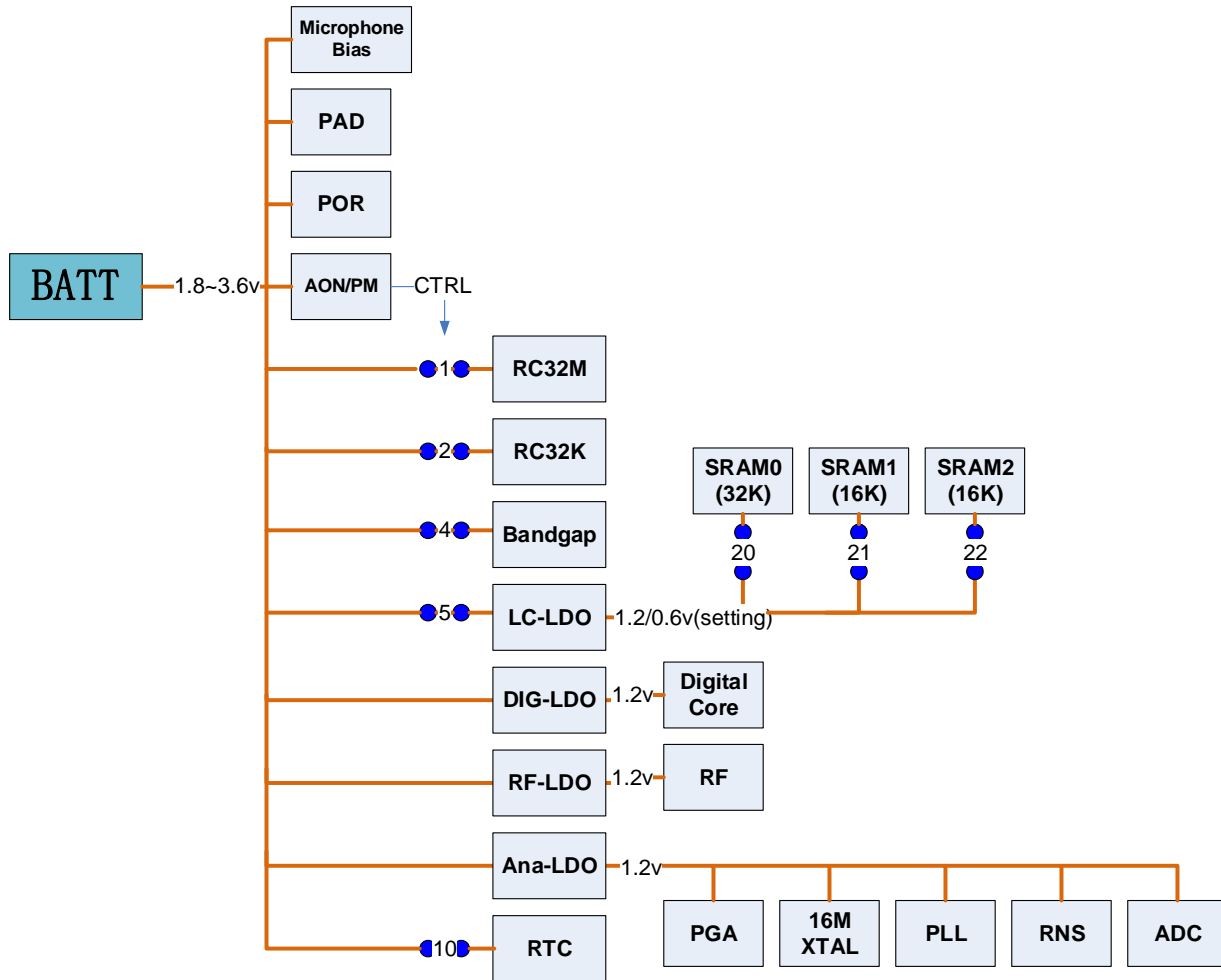 Microphone
Bias
PAD
POR
BATT
1.8~3.6v
AON/PM
CTRL
1
RC32M
2
RC32K
SRAM0
(32K)
SRAM1
(16K)
SRAM2
(16K)
20
21
22
4
Bandgap
5
LC-LDO
1.2/0.6v(setting)
DIG-LDO
1.2v
Digital
Core
RF-LDO
1.2v
RF
Ana-LDO
1.2v
PGA
16M
XTAL
PLL
RNS
ADC
10
RTC